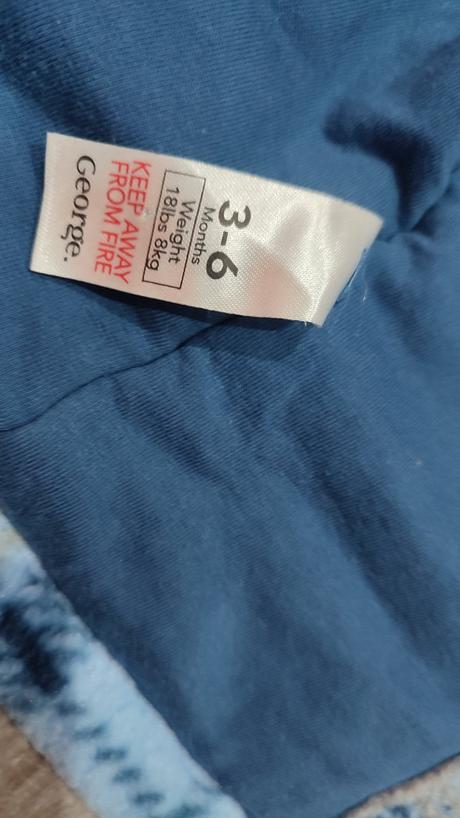 3-6
Months
Weight
18lbs 8kg
KEEP AWAY
FROM FIRE
George.